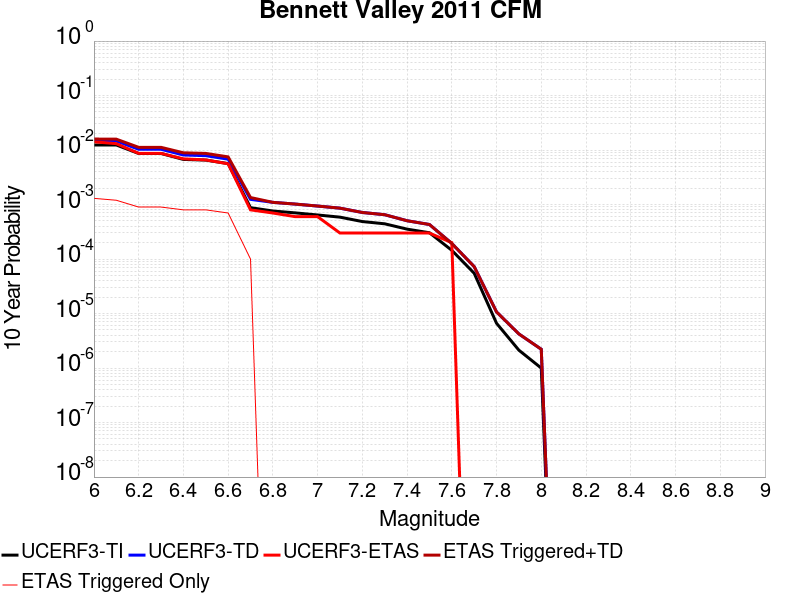 Bennett Valley 2011 CFM
10 0
10 -1
10 -2
10 -3
10 -4
10 -5
10 -6
10 -7
10 -8
10 Year Probability
6 6.2 6.4 6.6 6.8 7 7.2 7.4 7.6 7.8 8 8.2 8.4 8.6 8.8 9
Magnitude
UCERF3-TI UCERF3-TD UCERF3-ETAS ETAS Triggered+TD
ETAS Triggered Only